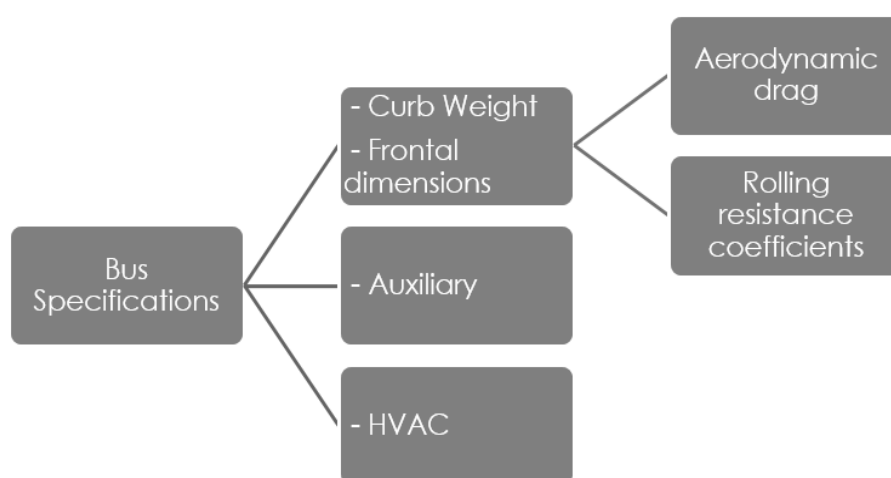 Bus
Specifications
- Curb Weight
- Frontal
dimensions
- Auxiliary
- HVAC
Aerodynamic
drag
Rolling
resistance
coefficients